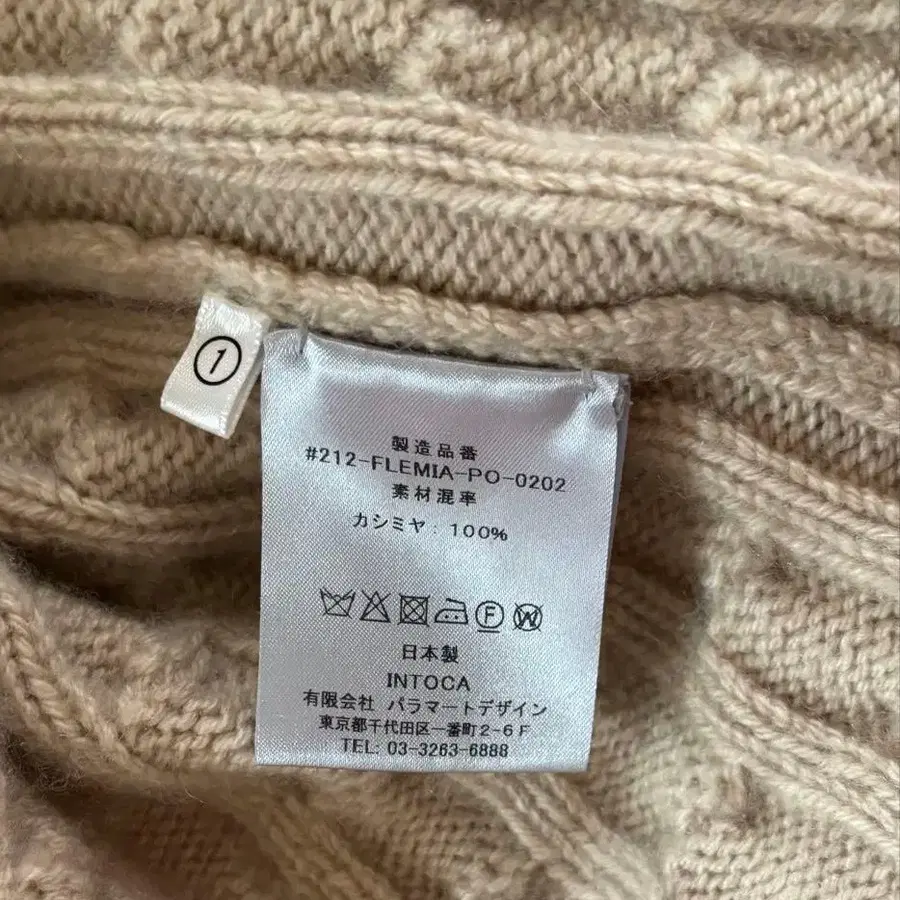 ①
製造品番
#212-FLEMIA-PO-0202
素材混率
カシミヤ: 100%
F W
日本製
INTOCA
有限会社 パラマートデザイン
東京都千代田区一番町2-6F
TEL: 03-3263-6888